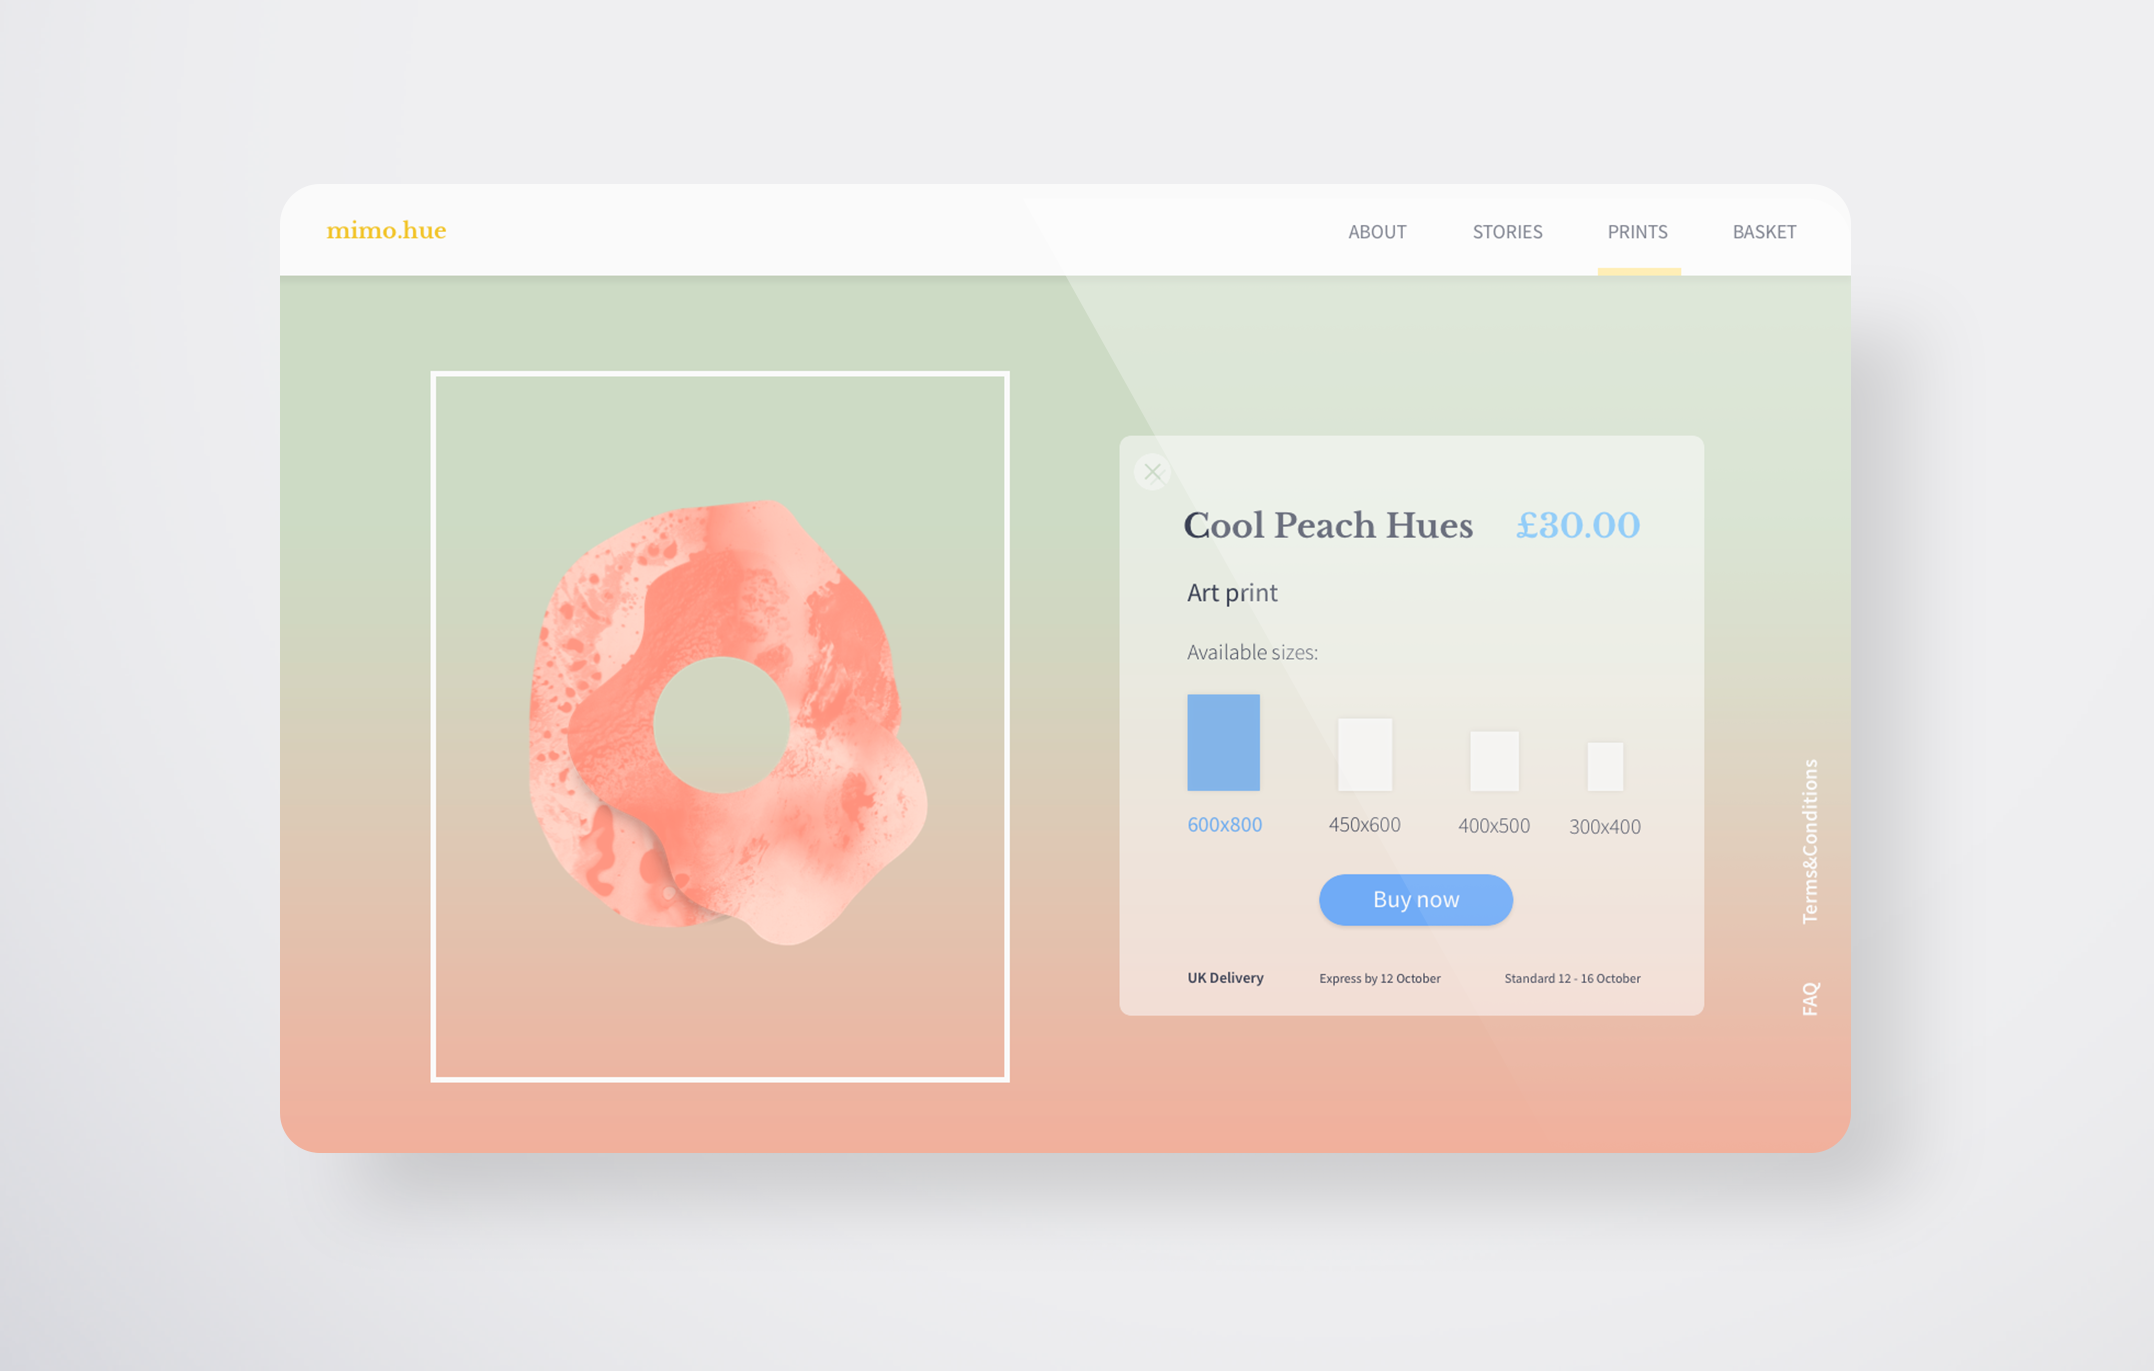 mimo.hue
ABOUT STORIES PRINTS BASKET
Cool Peach Hues £30.00
Art print
Available sizes:
600x800 450x600 400x500 300x400
Buy now
UK Delivery Express by 12 October Standard 12 - 16 October
Terms&Conditions
FAQ